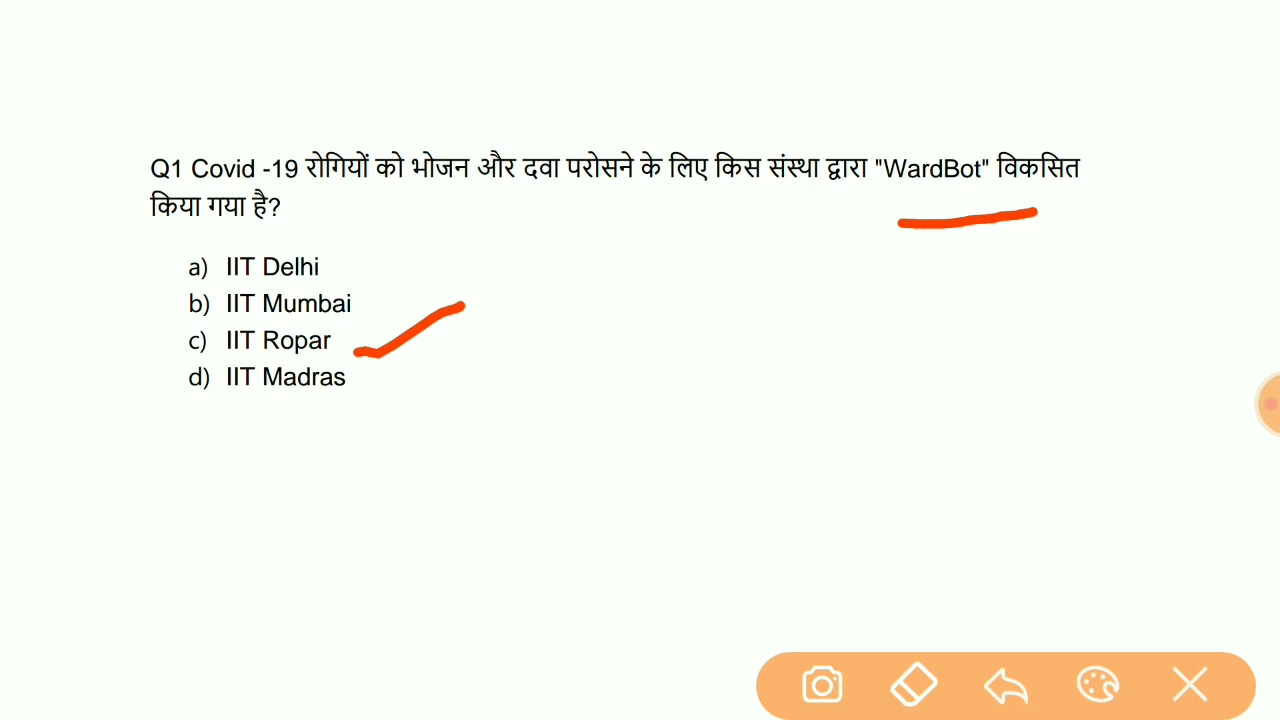 Q1 Covid -19 रोगियों को भोजन और दवा परोसने के लिए किस संस्था द्वारा "WardBot" विकसित
किया गया है?
a) IIT Delhi
b) IIT Mumbai
c) IIT Ropar
d) IIT Madras